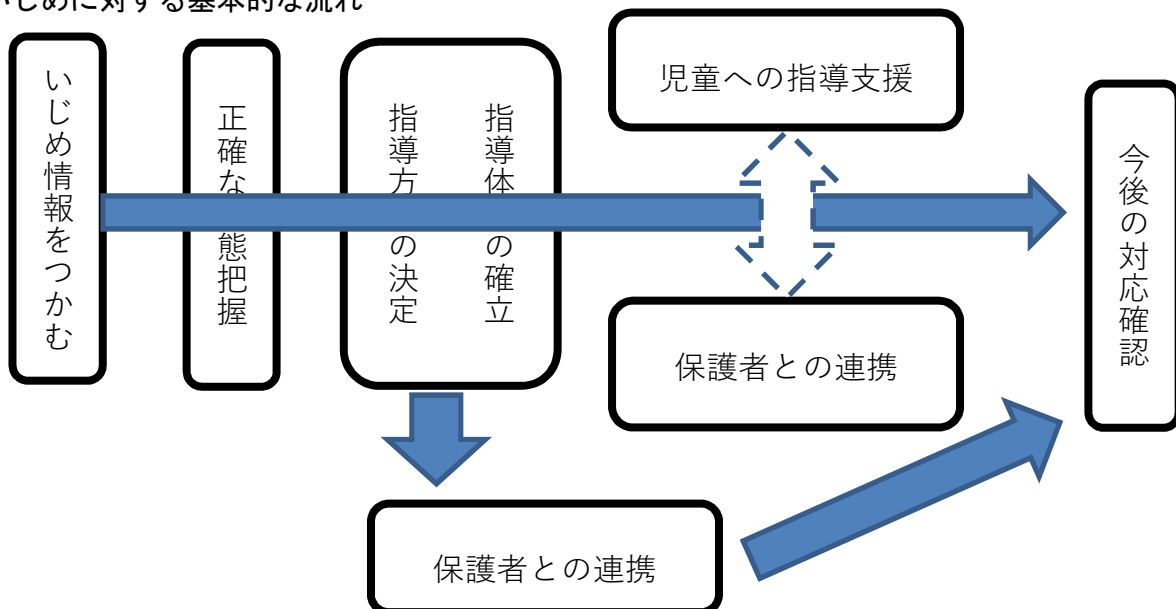 いじめに対する基本的な流れ
いじめ情報をつかむ
正確な
態把握
指導体
の確立
指導方
の決定
児童への指導支援
保護者との連携
保護者との連携
今後の対応確認